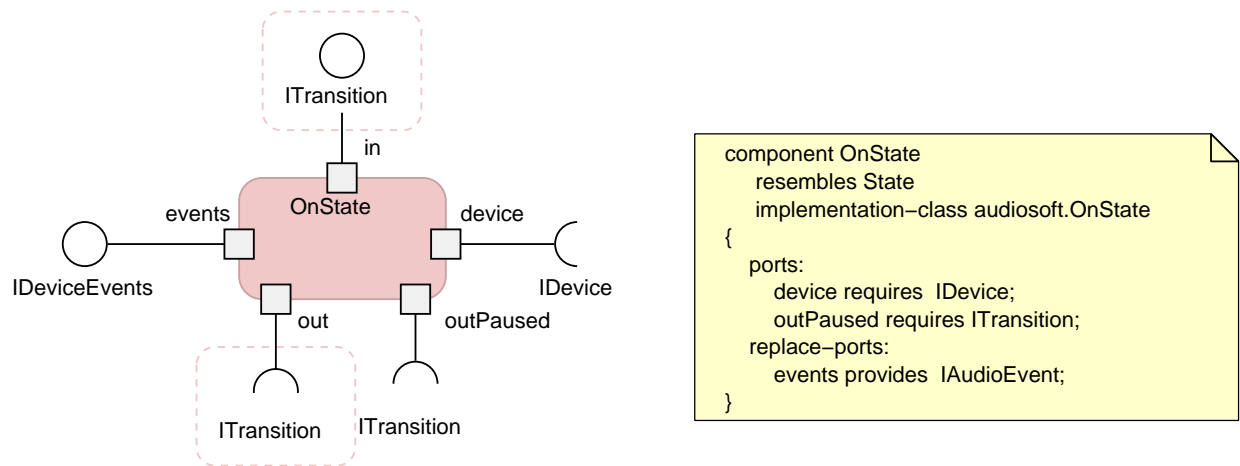 ITransition
in
OnState
events
device
IDeviceEvents
IDevice
out
outPaused
ITransition
ITransition
component OnState
resembles State
implementation−class audiosoft.OnState
{
ports:
device requires IDevice;
outPaused requires ITransition;
replace−ports:
events provides IAudioEvent;
}